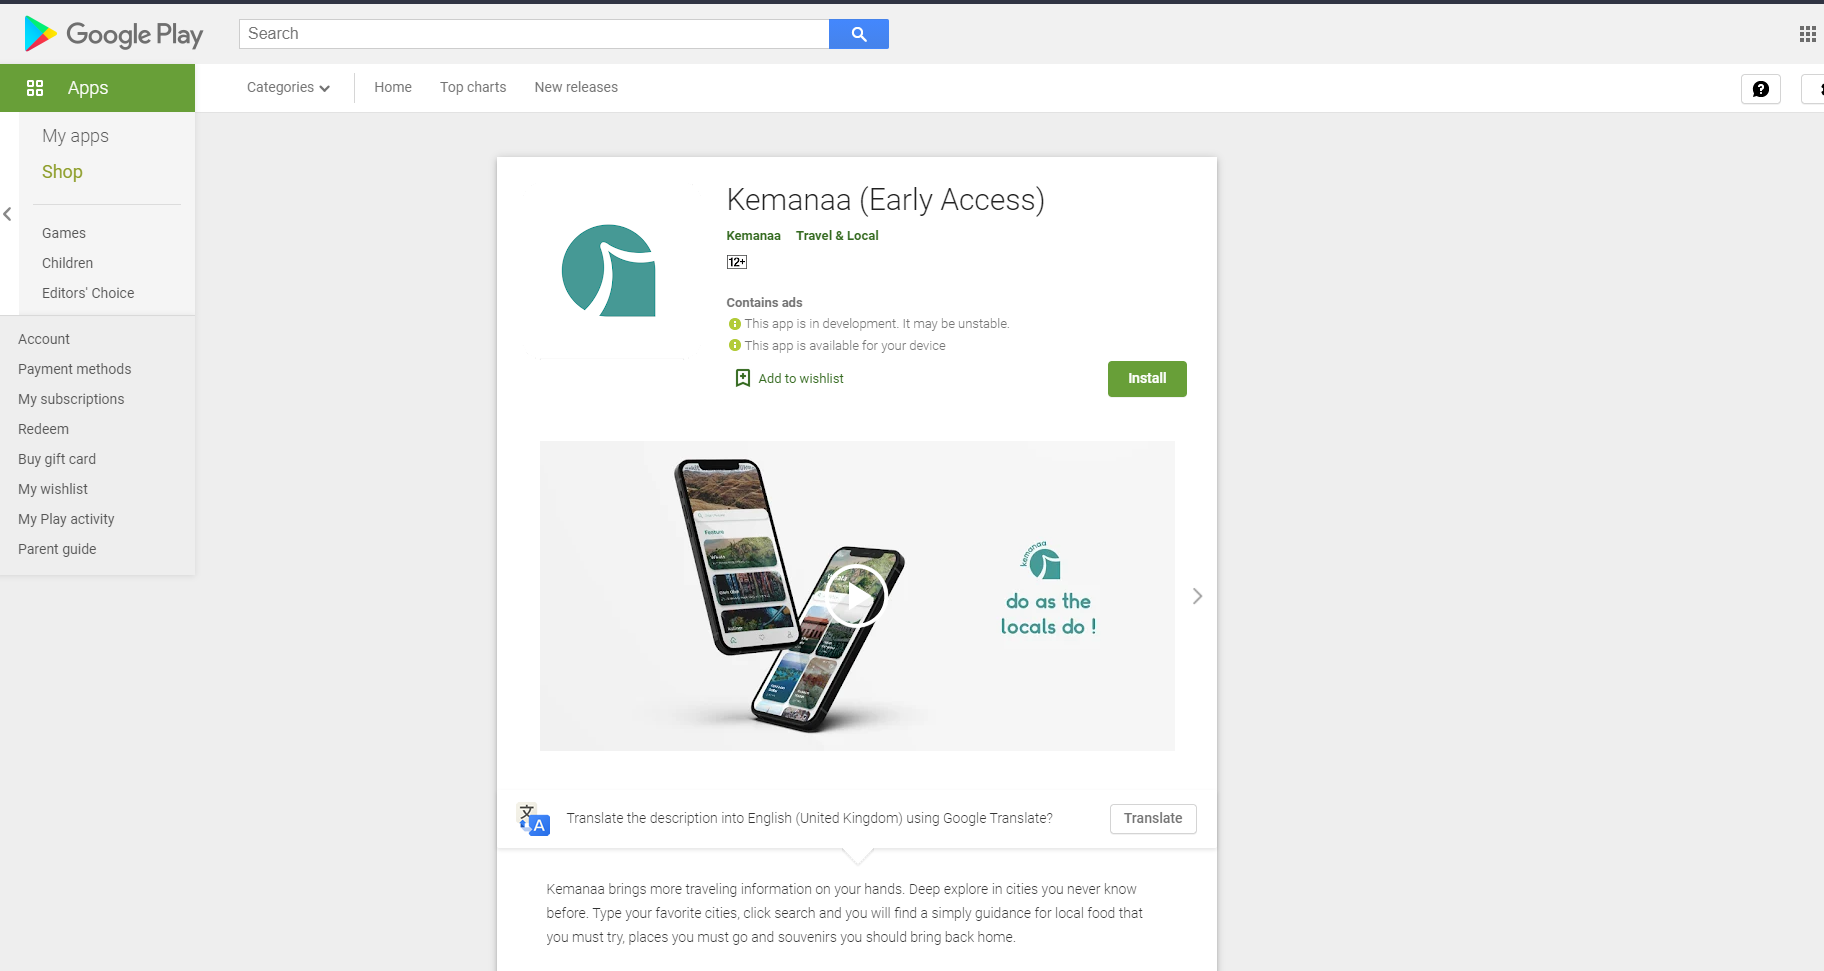 Google Play
Search
Apps
Categories
Home
Top charts
New releases
My apps
Shop
Games
Children
Editors' Choice
Account
Payment methods
My subscriptions
Redeem
Buy gift card
My wishlist
My Play activity
Parent guide
Kemanaa (Early Access)
Kemanaa Travel & Local
12+
Contains ads
This app is in development. It may be unstable.
This app is available for your device
Add to wishlist
Install
Feature
kemanaa
do as the
locals do !
Translate the description into English (United Kingdom) using Google Translate?
Translate
Kemanaa brings more traveling information on your hands. Deep explore in cities you never know
before. Type your favorite cities, click search and you will find a simply guidance for local food that
you must try, places you must go and souvenirs you should bring back home.